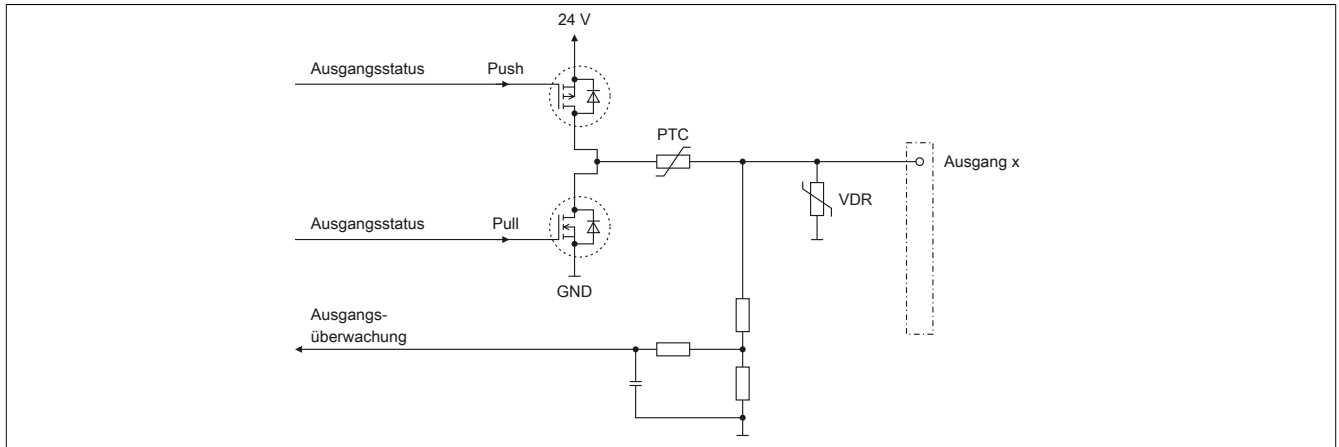 24 V
Ausgangsstatus
Push
PTC
Ausgang x
VDR
Ausgangsstatus
Pull
GND
Ausgangs-
überwachung